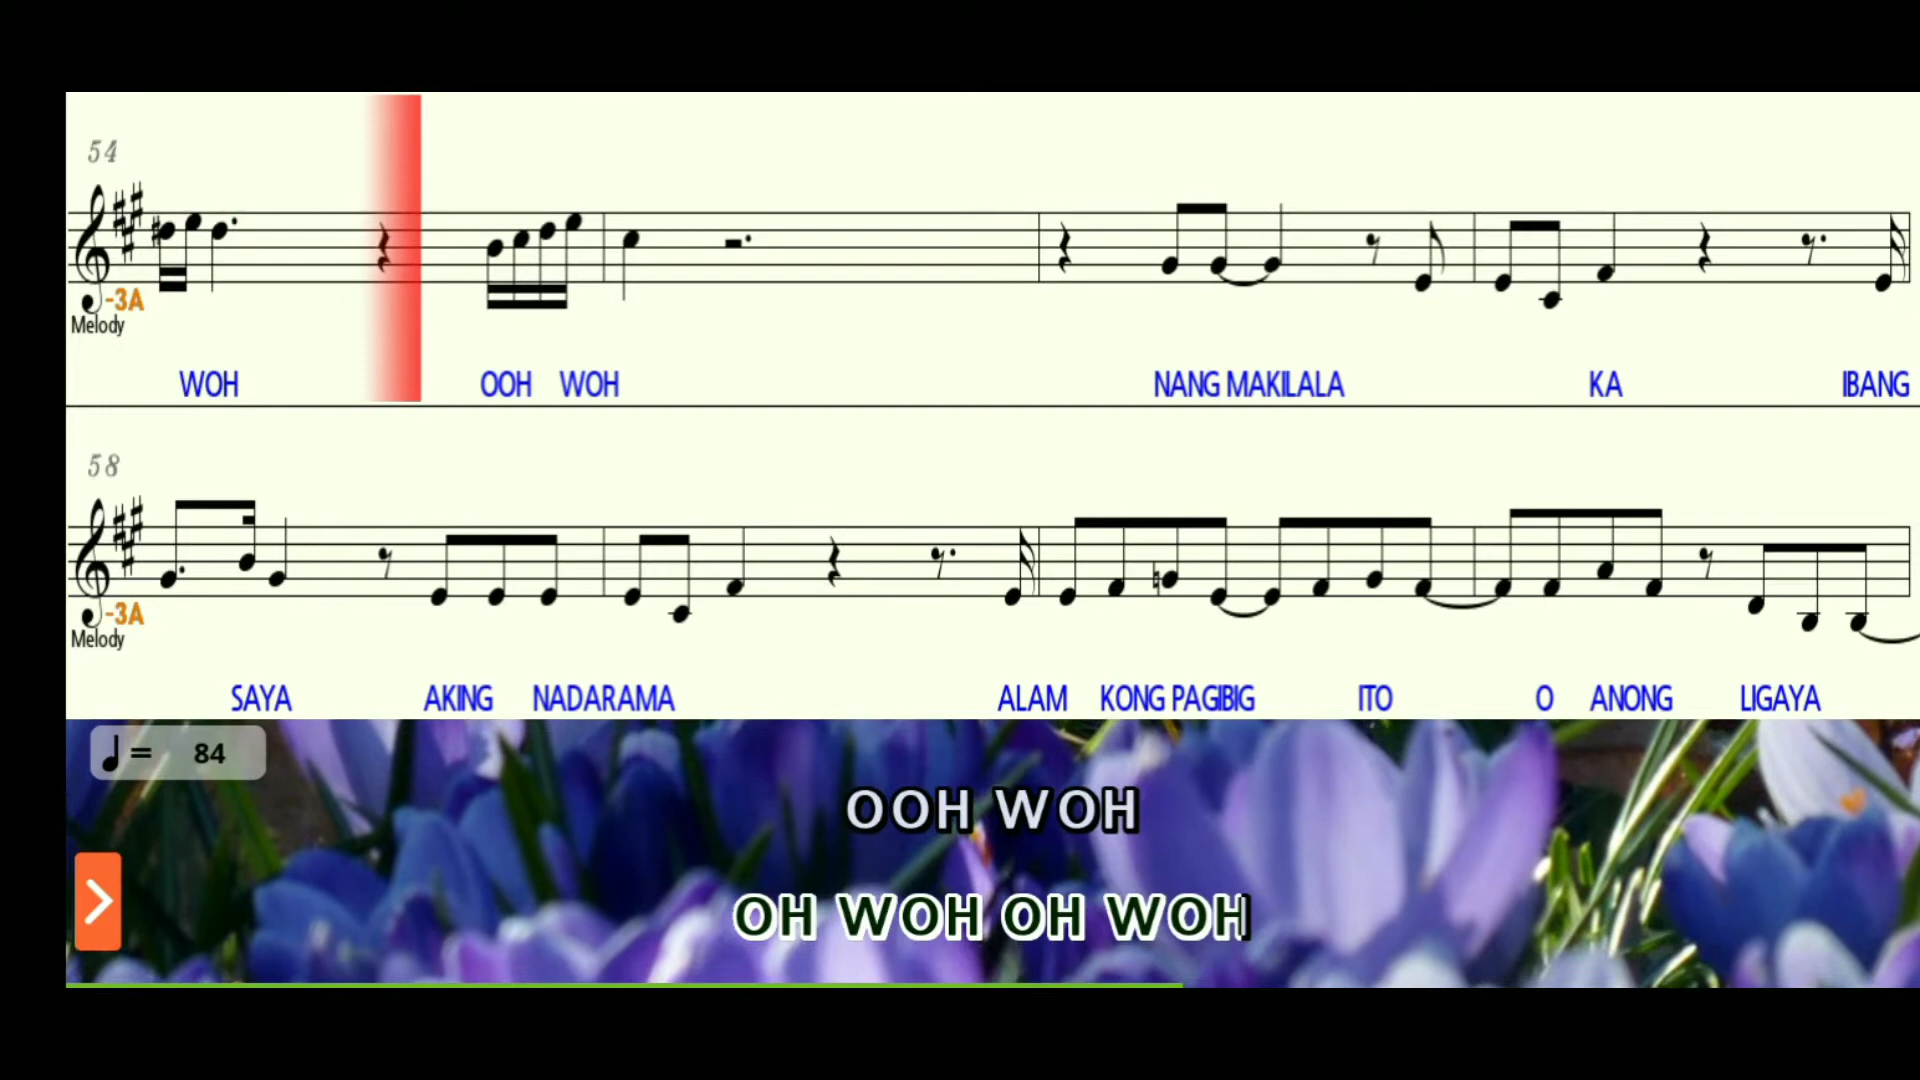 54
-3A
Melody
WOH OOH WOH NANG MAKILALA KA IBANG
58
-3A
Melody
SAYA AKING NADARAMA ALAM KONG PAGIBIG ITO O ANONG LIGAYA
= 84
OOH WOH
OH WOH OH WOH